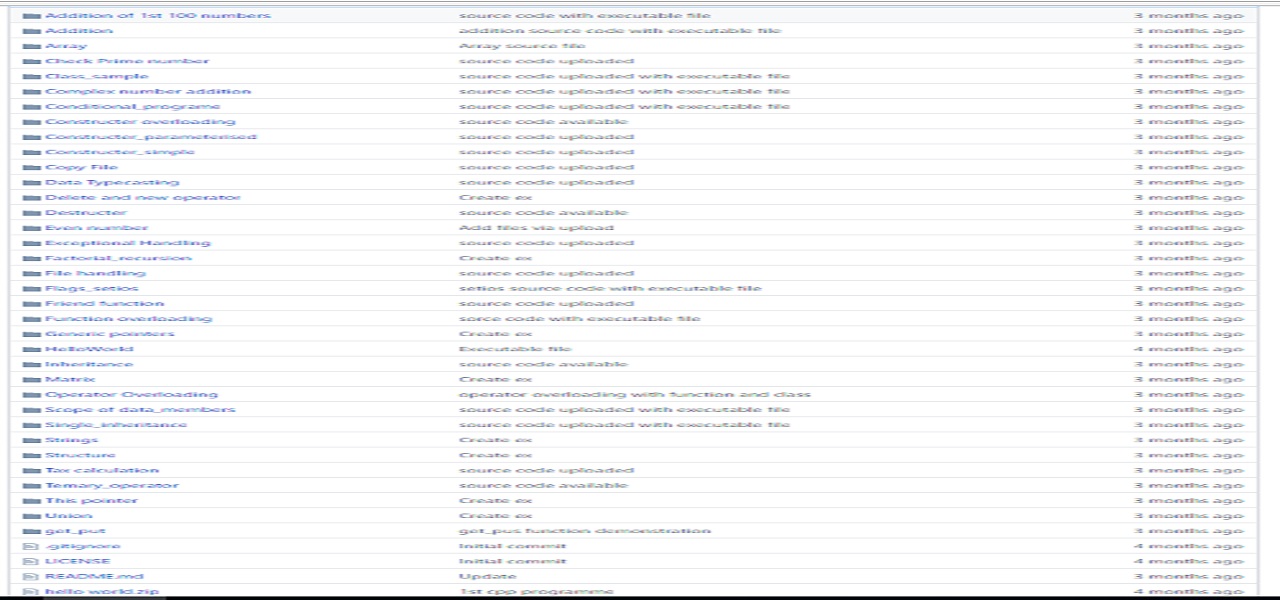 Addition of 1st 100 numbers source code with executable file 3 months ago
Addition addition source code with executable file 3 months ago
Array Array source file 3 months ago
Check Prime number source code uploaded 3 months ago
Class_sample source code uploaded with executable file 3 months ago
Complex number addition source code uploaded with executable file 3 months ago
Conditional_programe source code uploaded with executable file 3 months ago
Constructer overloading source code available 3 months ago
Constructer_parameterised source code uploaded 3 months ago
Constructer_simple source code uploaded 3 months ago
Copy File source code uploaded 3 months ago
Data Typecasting source code uploaded 3 months ago
Delete and new operator Create ex 3 months ago
Destructer source code available 3 months ago
Even number Add files via upload 3 months ago
Exceptional Handling source code uploaded 3 months ago
Factorial_recursion Create ex 3 months ago
File handling source code uploaded 3 months ago
Flags_setios setios source code with executable file 3 months ago
Friend function source code uploaded 3 months ago
Function overloading sorce code with executable file 3 months ago
Generic pointers Create ex 3 months ago
HelloWorld Executable file 4 months ago
Inheritance source code available 3 months ago
Matrix Create ex 3 months ago
Operator Overloading operator overloading with function and class 3 months ago
Scope of data_members source code uploaded with executable file 3 months ago
Single_inheritance source code uploaded with executable file 3 months ago
Strings Create ex 3 months ago
Structure Create ex 3 months ago
Tax calculation source code uploaded 3 months ago
Ternary_operator source code available 3 months ago
This pointer Create ex 3 months ago
Union Create ex 3 months ago
get_put get_pus function demonstration 3 months ago
.gitignore Initial commit 4 months ago
LICENSE Initial commit 4 months ago
README.md Update 3 months ago
hello world.zip 1st cpp programme 4 months ago